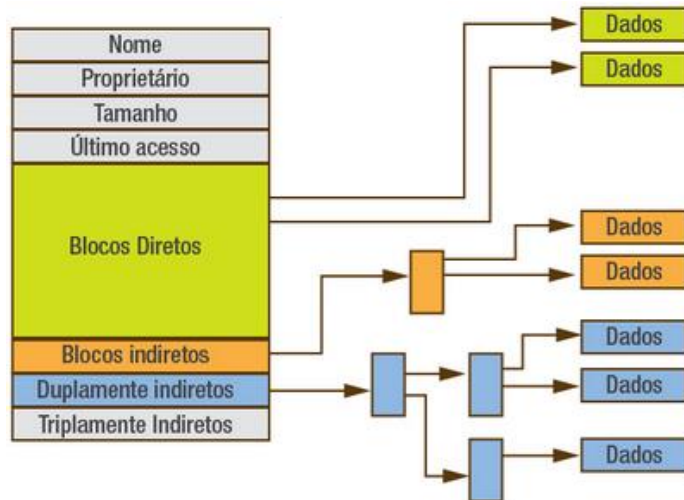 Nome
Proprietário
Tamanho
Último acesso
Blocos Diretos
Blocos indiretos
Duplamente indiretos
Triplamente Indiretos
Dados
Dados
Dados
Dados
Dados
Dados
Dados